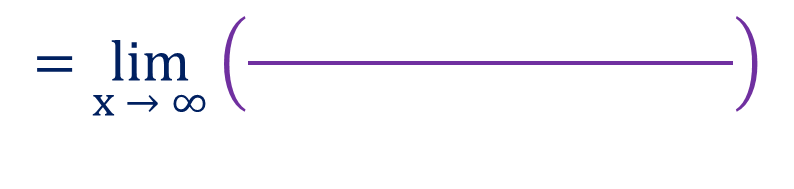 = lim ( )
x → ∞